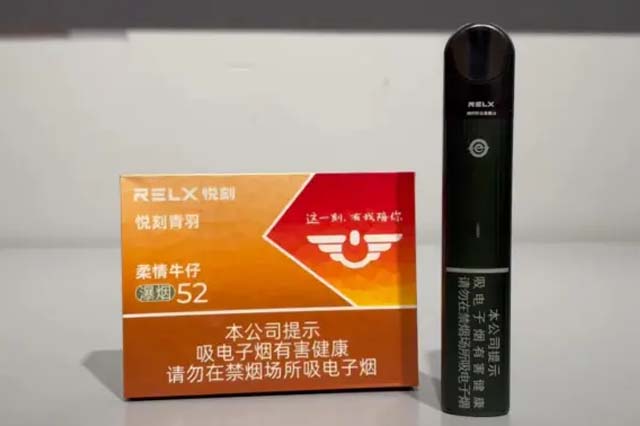 RELX 悦刻
悦刻青羽
这一刻,有我陪你
柔情牛仔
爆烟 52
本公司提示
吸电子烟有害健康
请勿在禁烟场所吸电子烟
RELX
e
本公司提示
吸电子烟有害健康
请勿在禁烟场所吸电子烟